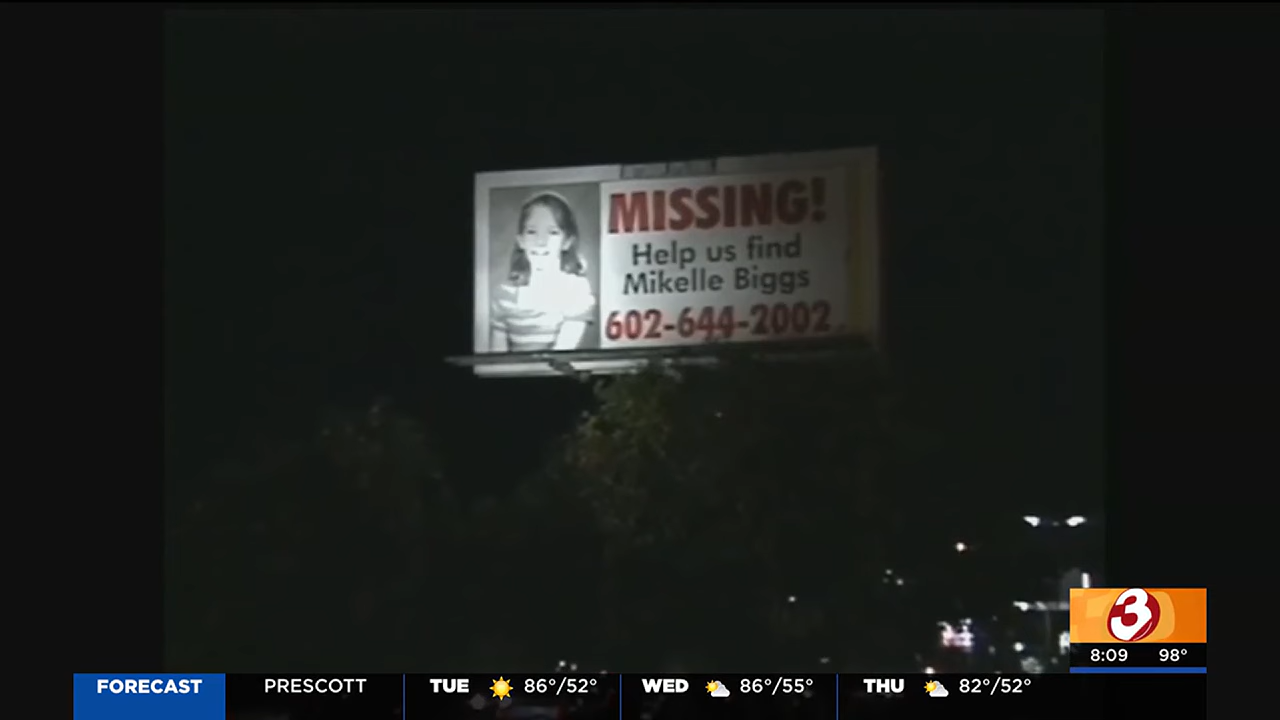 MISSING!
Help us find
Mikelle Biggs
602-644-2002
3
8:09 98°
FORECAST PRESCOTT TUE 86°/52° WED 86°/55° THU 82°/52°